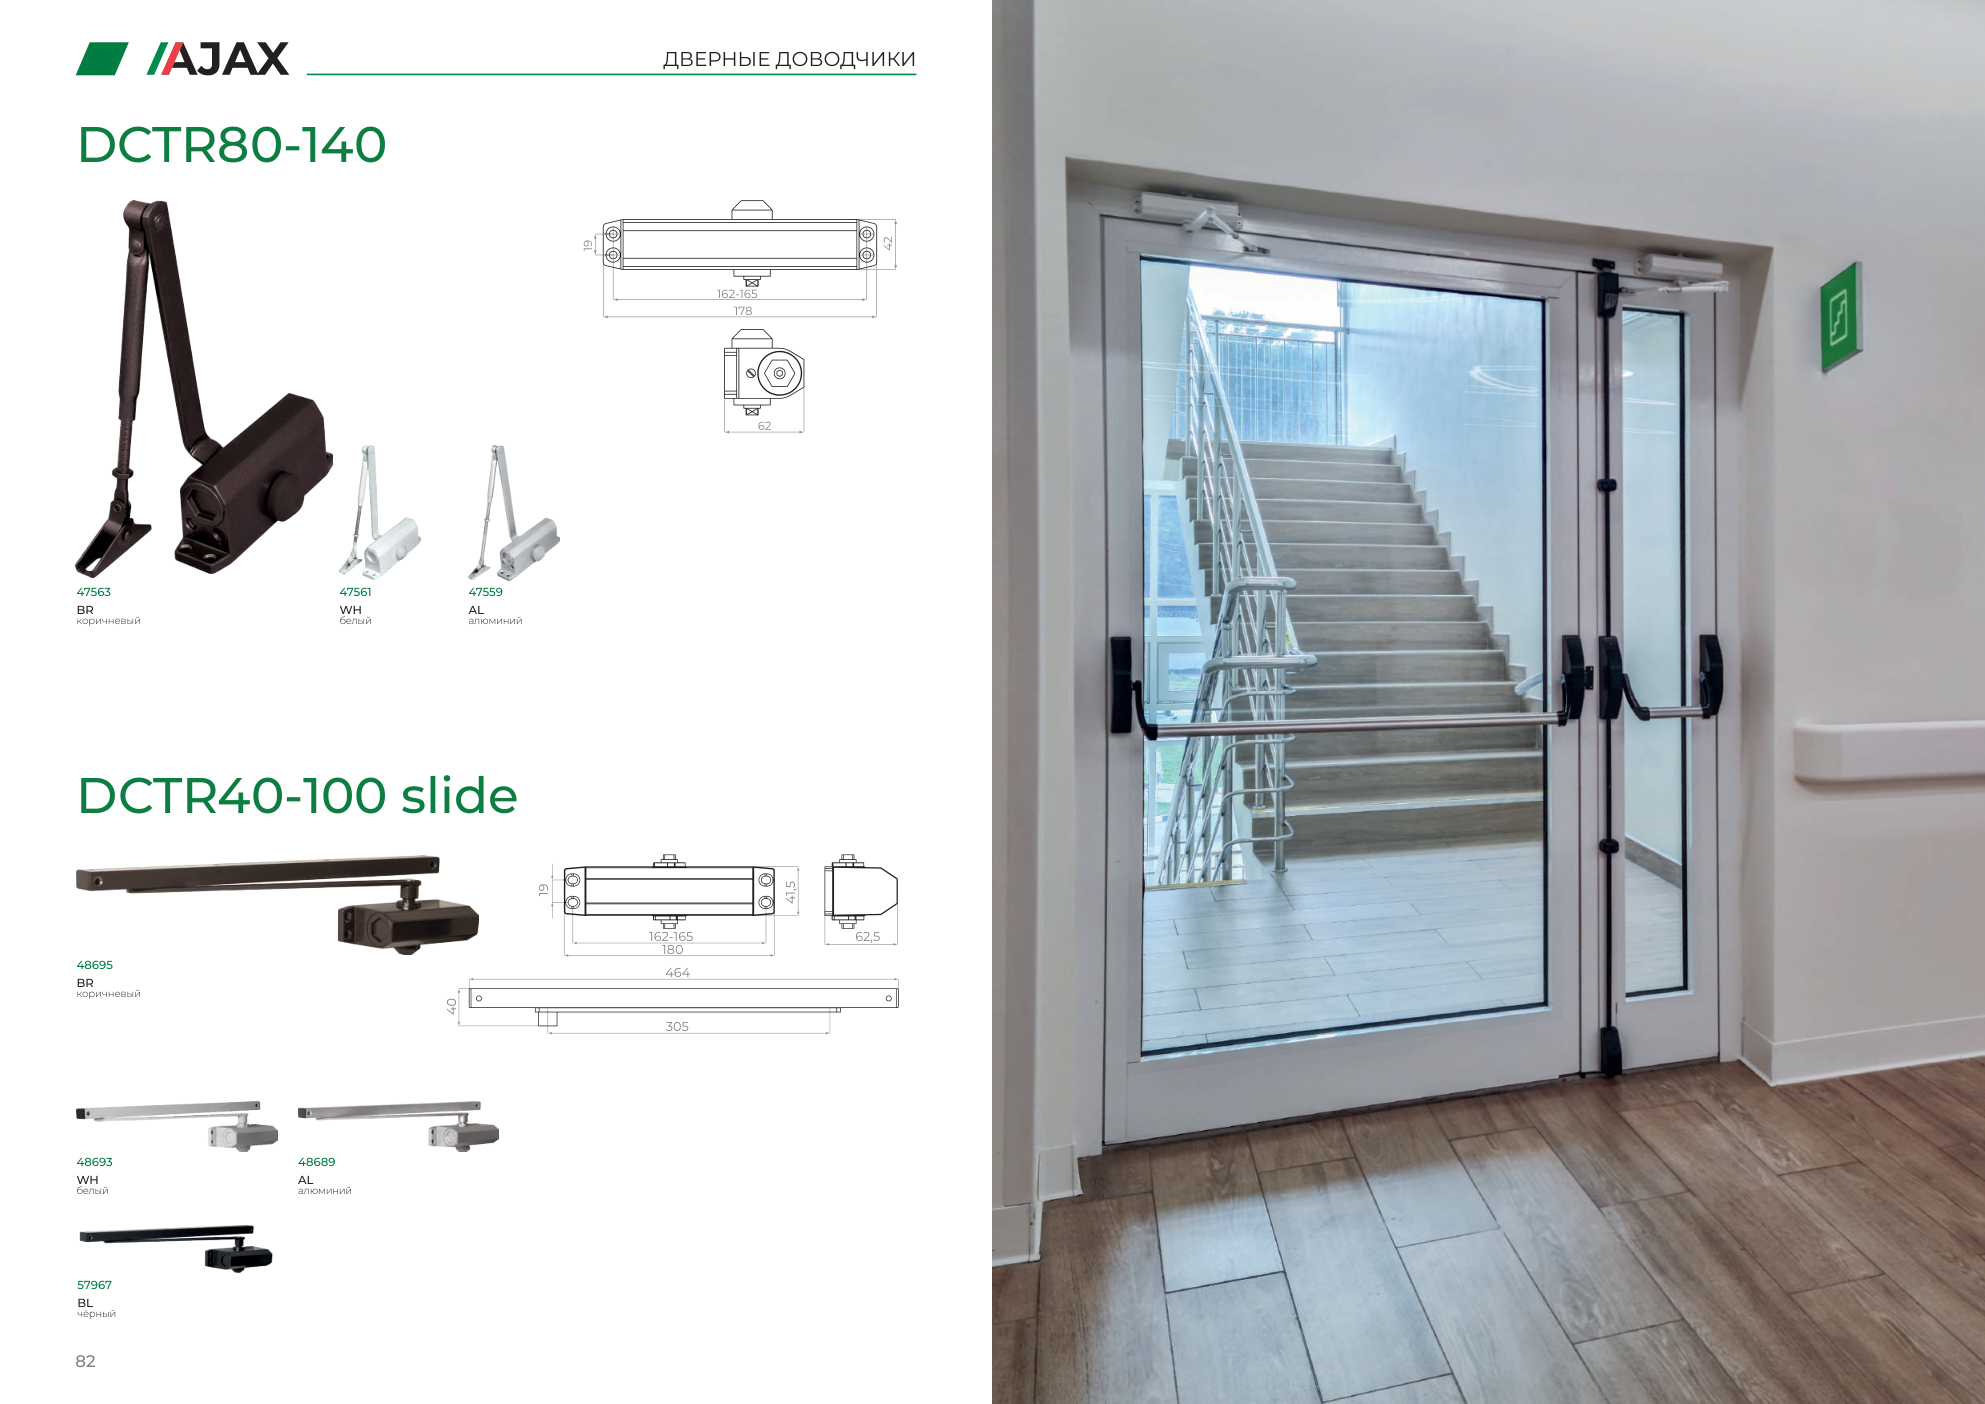 AJAX
ДВЕРНЫЕ ДОВОДЧИКИ
DCTR80-140
19
42
162-165
178
62
47563
BR
коричневый
47561
WH
белый
47559
AL
алюминий
DCTR40-100 slide
19
41,5
162-165
180
62,5
464
40
305
48695
BR
коричневый
48693
WH
белый
48689
AL
алюминий
57967
BL
чёрный
82